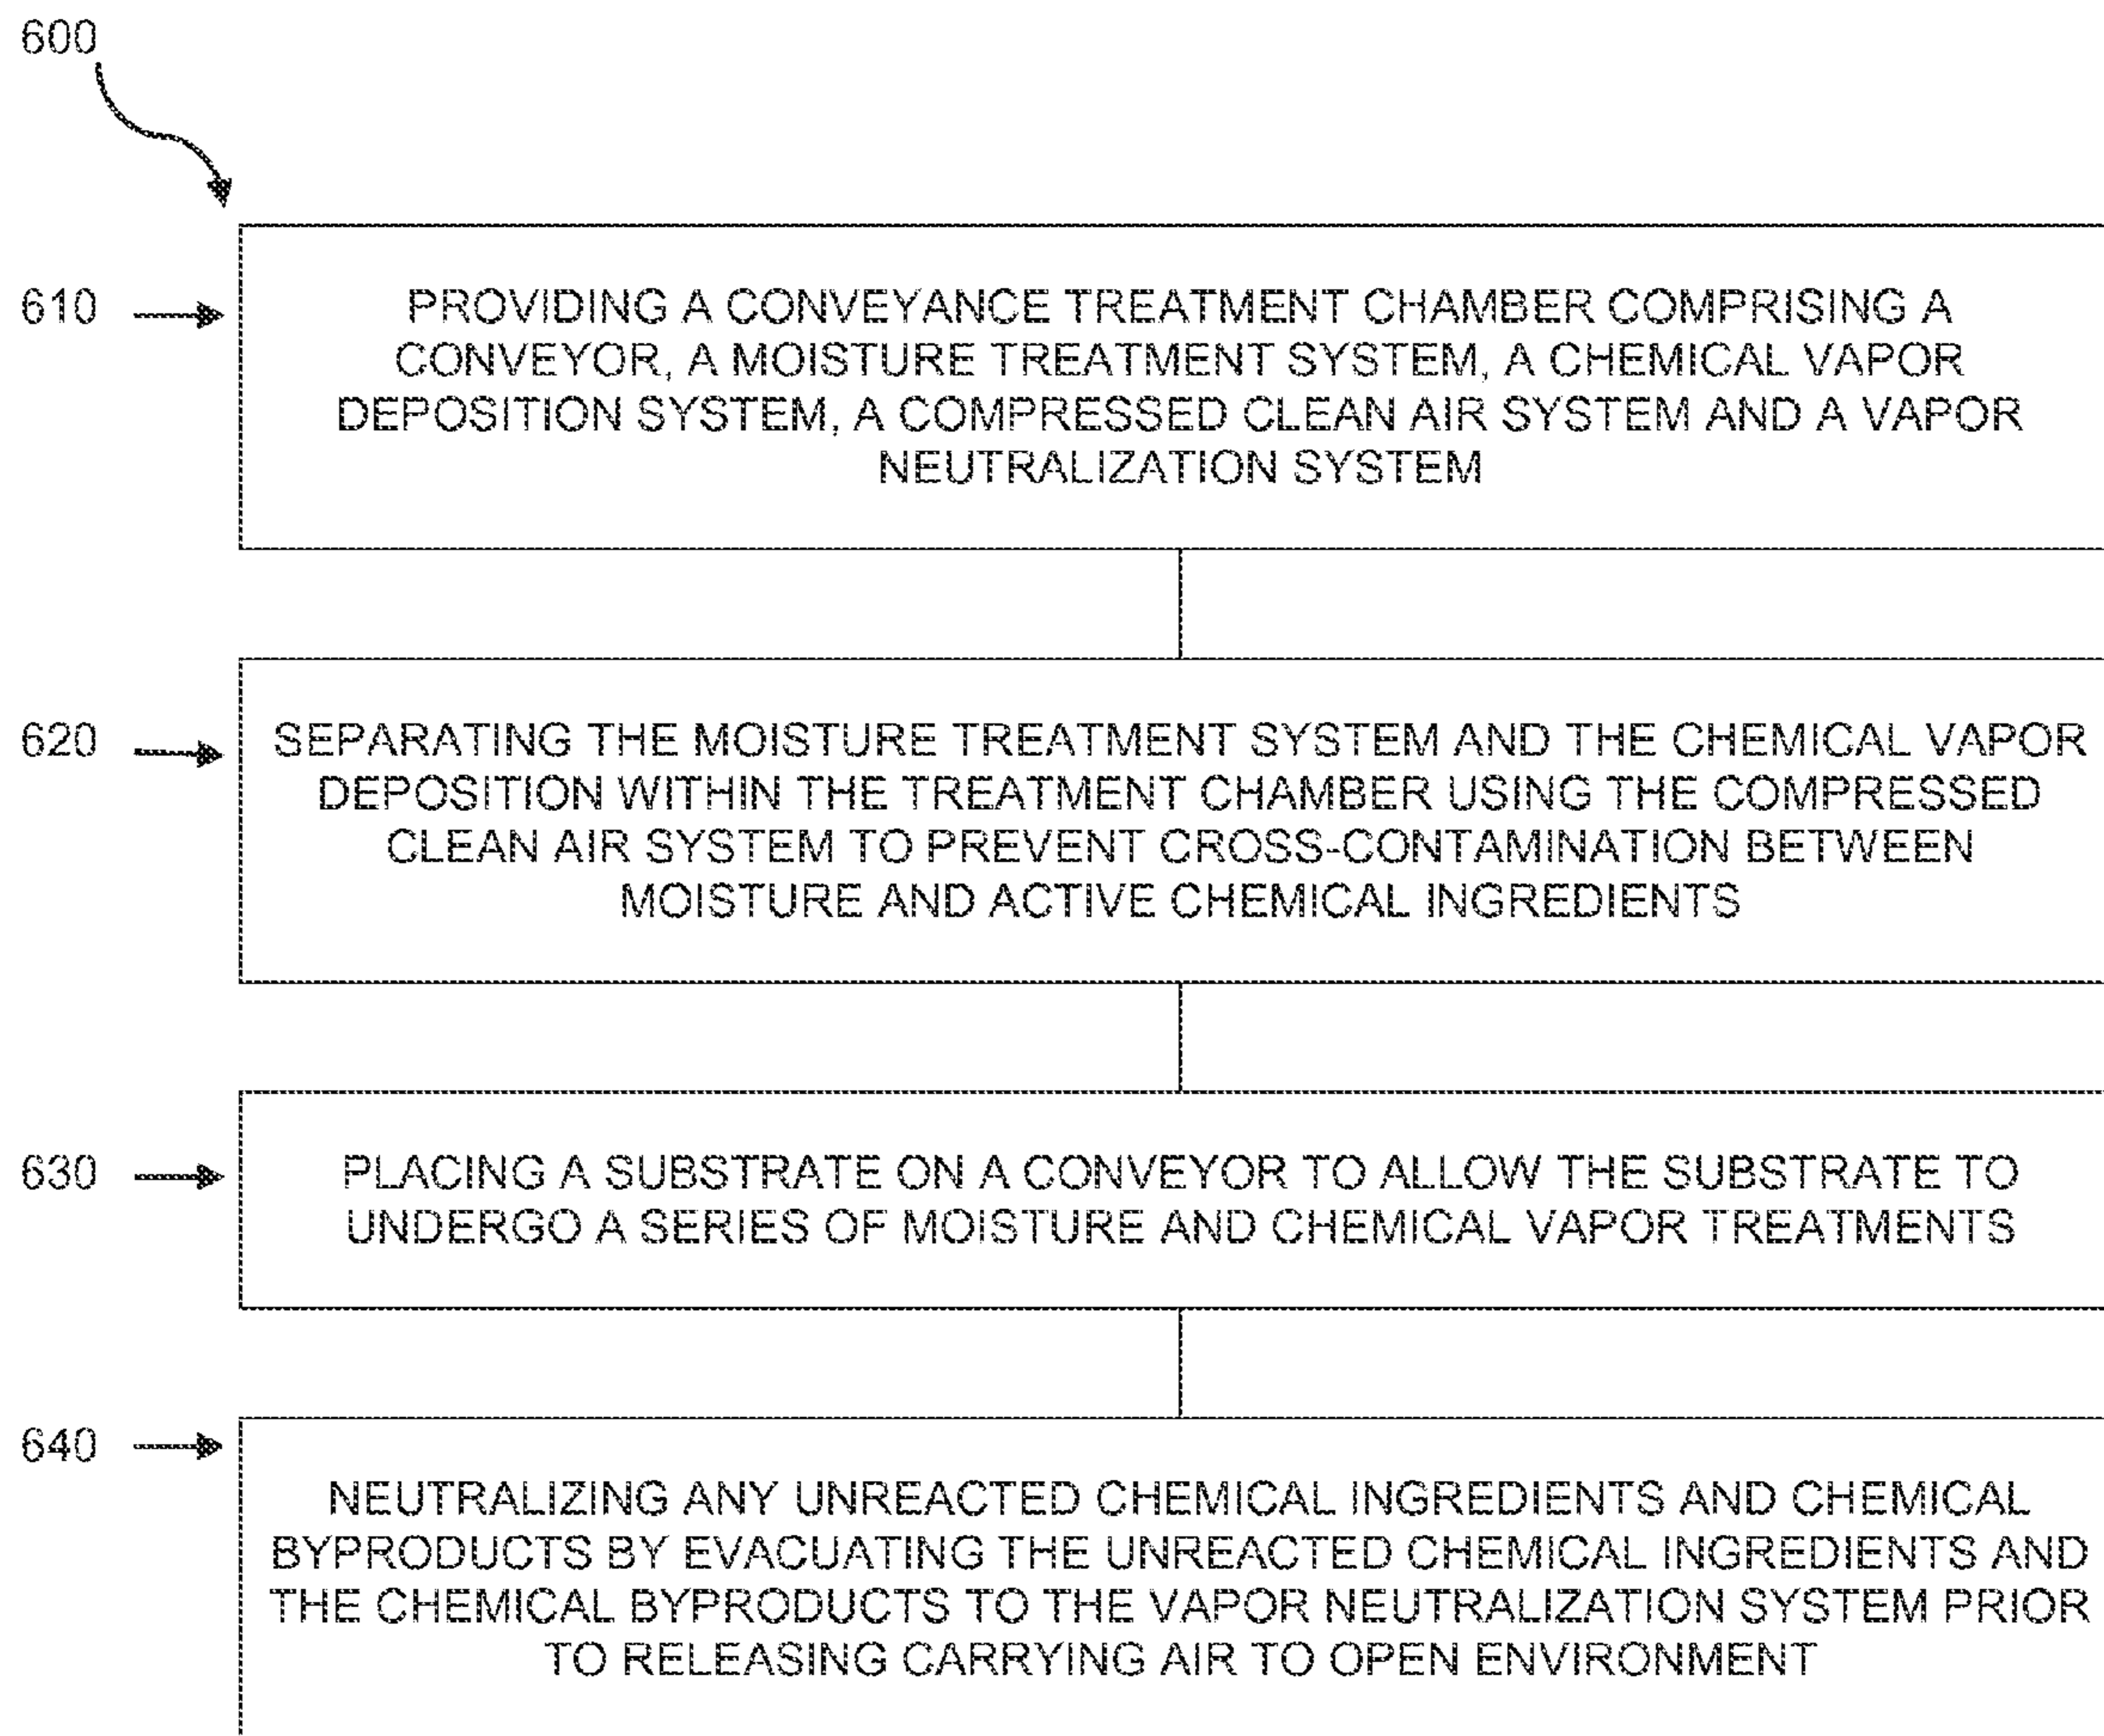 600
610
PROVIDING A CONVEYANCE TREATMENT CHAMBER COMPRISING A
CONVEYOR, A MOISTURE TREATMENT SYSTEM, A CHEMICAL VAPOR
DEPOSITION SYSTEM, A COMPRESSED CLEAN AIR SYSTEM AND A VAPOR
NEUTRALIZATION SYSTEM
620
SEPARATING THE MOISTURE TREATMENT SYSTEM AND THE CHEMICAL VAPOR
DEPOSITION WITHIN THE TREATMENT CHAMBER USING THE COMPRESSED
CLEAN AIR SYSTEM TO PREVENT CROSS-CONTAMINATION BETWEEN
MOISTURE AND ACTIVE CHEMICAL INGREDIENTS
630
PLACING A SUBSTRATE ON A CONVEYOR TO ALLOW THE SUBSTRATE TO
UNDERGO A SERIES OF MOISTURE AND CHEMICAL VAPOR TREATMENTS
640
NEUTRALIZING ANY UNREACTED CHEMICAL INGREDIENTS AND CHEMICAL
BYPRODUCTS BY EVACUATING THE UNREACTED CHEMICAL INGREDIENTS AND
THE CHEMICAL BYPRODUCTS TO THE VAPOR NEUTRALIZATION SYSTEM PRIOR
TO RELEASING CARRYING AIR TO OPEN ENVIRONMENT